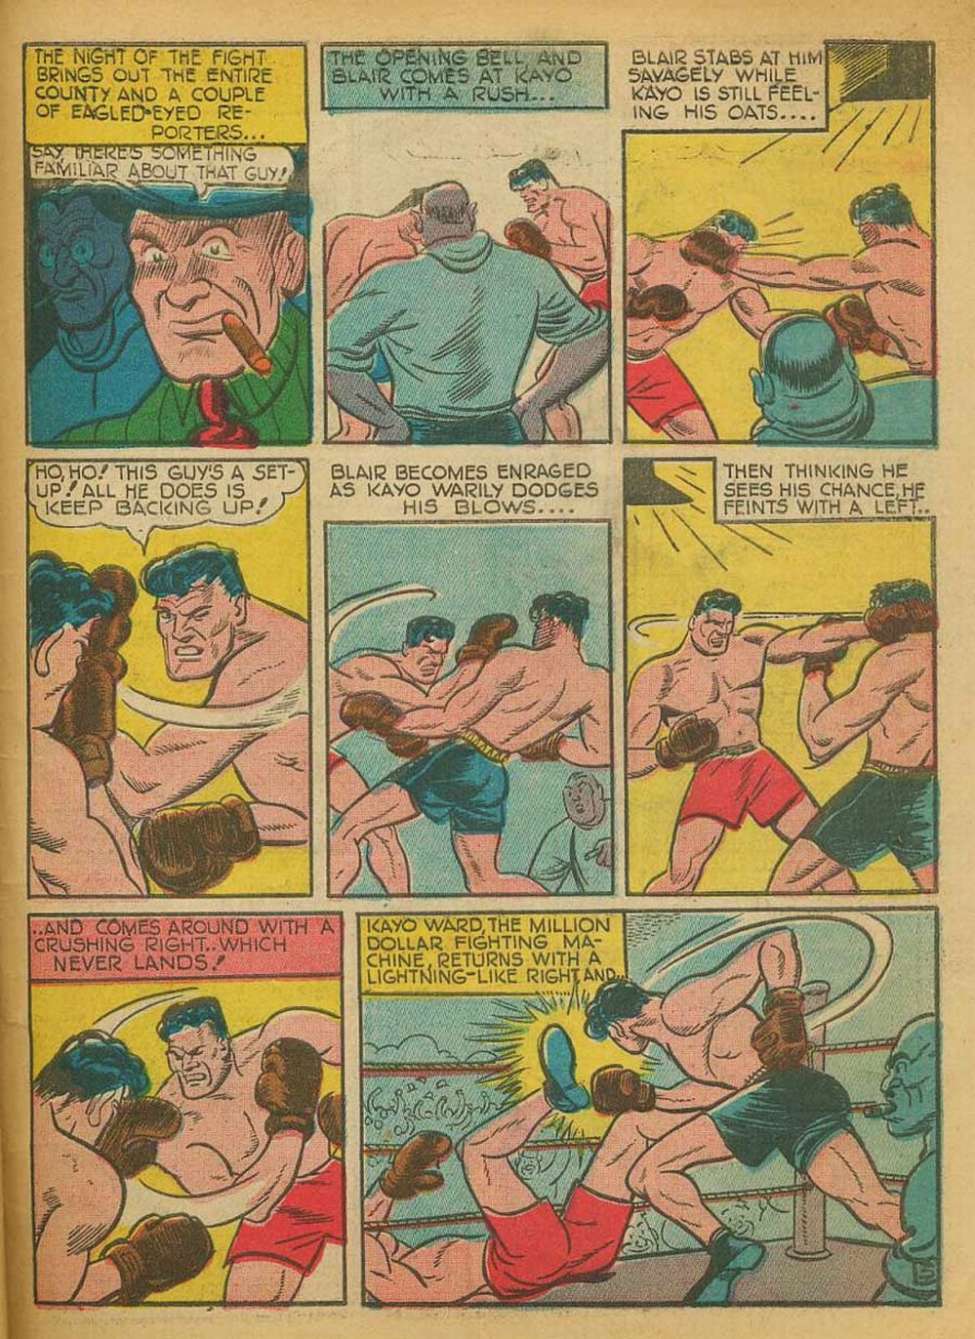 THE NIGHT OF THE FIGHT
BRINGS OUT THE ENTIRE
COUNTY AND A COUPLE
OF EAGLED-EYED RE-
PORTERS...
SAY, THERE'S SOMETHING
FAMILIAR ABOUT THAT GUY!
THE OPENING BELL, AND
BLAIR COMES AT KAYO
WITH A RUSH...
BLAIR STABS AT HIM
SAVAGELY WHILE
KAYO IS STILL FEEL-
ING HIS OATS....
HO, HO! THIS GUY'S A SET-
UP! ALL HE DOES IS
KEEP BACKING UP!
BLAIR BECOMES ENRAGED
AS KAYO WARILY DODGES
HIS BLOWS....
THEN THINKING HE
SEES HIS CHANCE, HE
FEINTS WITH A LEFT..
..AND COMES AROUND WITH A
CRUSHING RIGHT..WHICH
NEVER LANDS!
KAYO WARD, THE MILLION
DOLLAR FIGHTING MA-
CHINE, RETURNS WITH A
LIGHTNING-LIKE RIGHT AND...
5